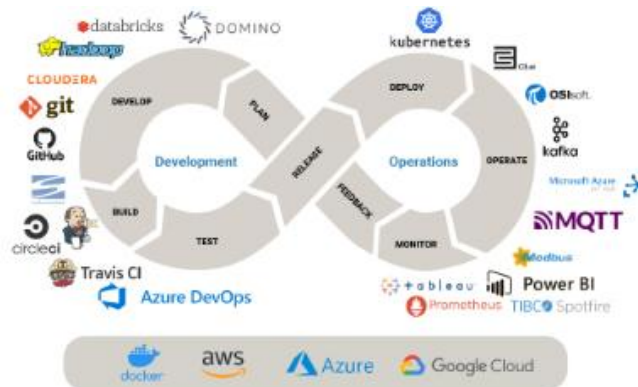 databricks
DOMINO
hadoop
kubernetes
CLOUDERA
git
GitHub
circleci
Travis CI
Azure DevOps
DEVELOP
PLAN
BUILD
TEST
RELEASE
Development
DEPLOY
OPERATE
FEEDBACK
MONITOR
Operations
OSIsoft.
kafka
Microsoft Azure
MQTT
Modbus
+ableau
Power BI
Prometheus
TIBCO Spotfire
docker
aws
Azure
Google Cloud